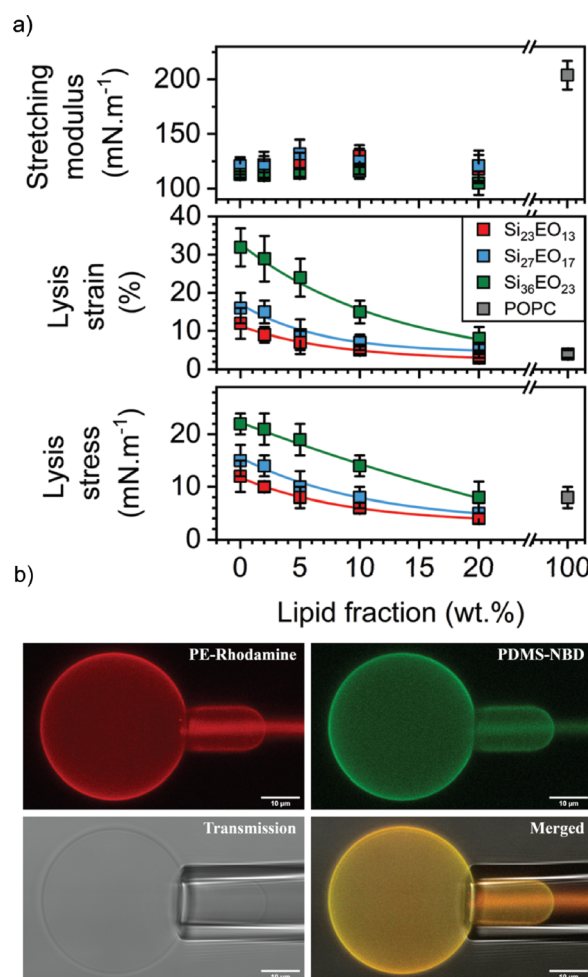 a)
Stretching
modulus
(mN.m⁻¹)
200
150
100
Lysis
strain
(%)
40
30
20
10
0
Si₂₃EO₁₃
Si₂₇EO₁₇
Si₃₆EO₂₃
POPC
Lysis
stress
(mN.m⁻¹)
20
10
0
0 5 10 15 20 100
Lipid fraction (wt.%)
b)
PE-Rhodamine
10 µm
PDMS-NBD
10 µm
Transmission
10 µm
Merged
10 µm